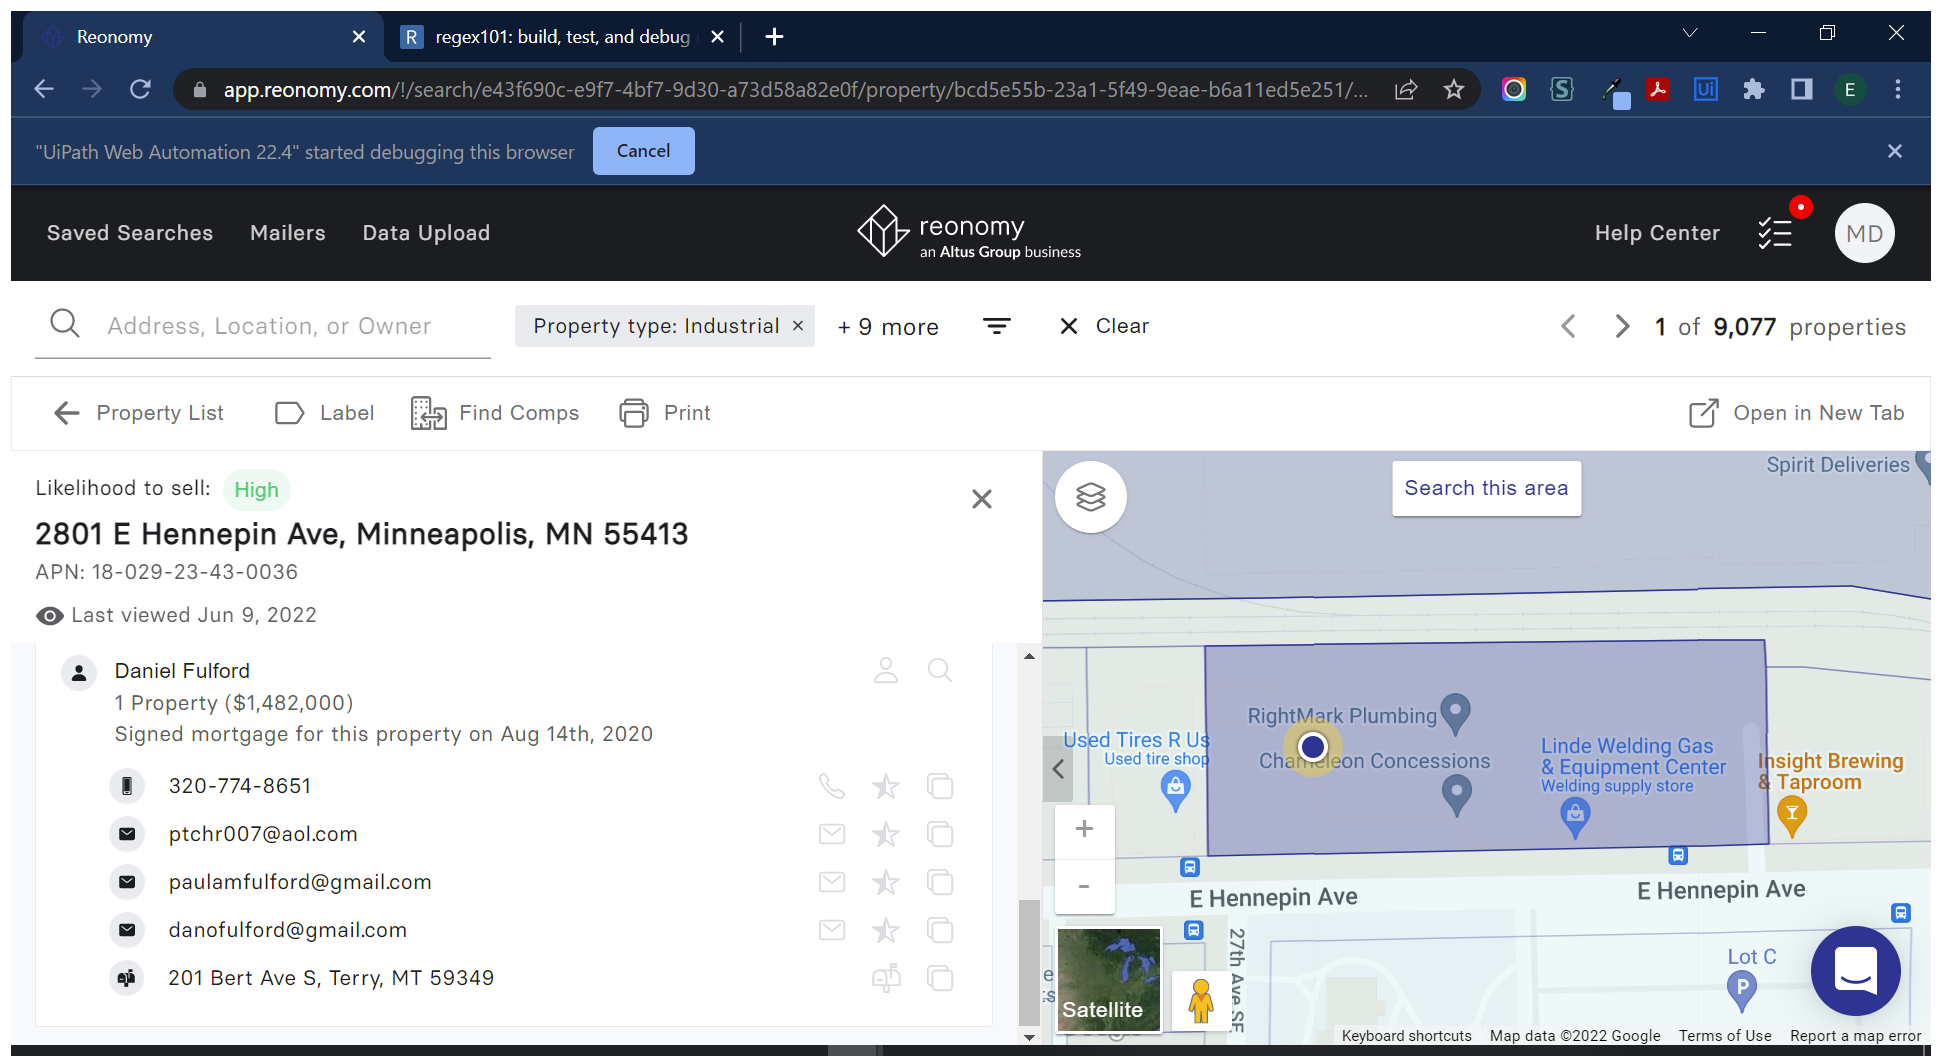 Reonomy
R regex101: build, test, and debug
app.reonomy.com/!/search/e43f690c-e9f7-4bf7-9d30-a73d58a82e0f/property/bcd5e55b-23a1-5f49-9eae-b6a11ed5e251/...
S Ui E
"UiPath Web Automation 22.4" started debugging this browser Cancel
Saved Searches Mailers Data Upload
reonomy
an Altus Group business
Help Center MD
Address, Location, or Owner
Property type: Industrial × + 9 more Clear
1 of 9,077 properties
Property List Label Find Comps Print Open in New Tab
Likelihood to sell: High
2801 E Hennepin Ave, Minneapolis, MN 55413
APN: 18-029-23-43-0036
Last viewed Jun 9, 2022
Daniel Fulford
1 Property ($1,482,000)
Signed mortgage for this property on Aug 14th, 2020
320-774-8651
ptchr007@aol.com
paulamfulford@gmail.com
danofulford@gmail.com
201 Bert Ave S, Terry, MT 59349
Spirit Deliveries
Search this area
RightMark Plumbing
Used Tires R Us
Used tire shop
Chameleon Concessions
Linde Welding Gas
& Equipment Center
Welding supply store
Insight Brewing
& Taproom
+
-
E Hennepin Ave
E Hennepin Ave
27th Ave SE
Lot C
P
Satellite
Keyboard shortcuts Map data ©2022 Google Terms of Use Report a map error